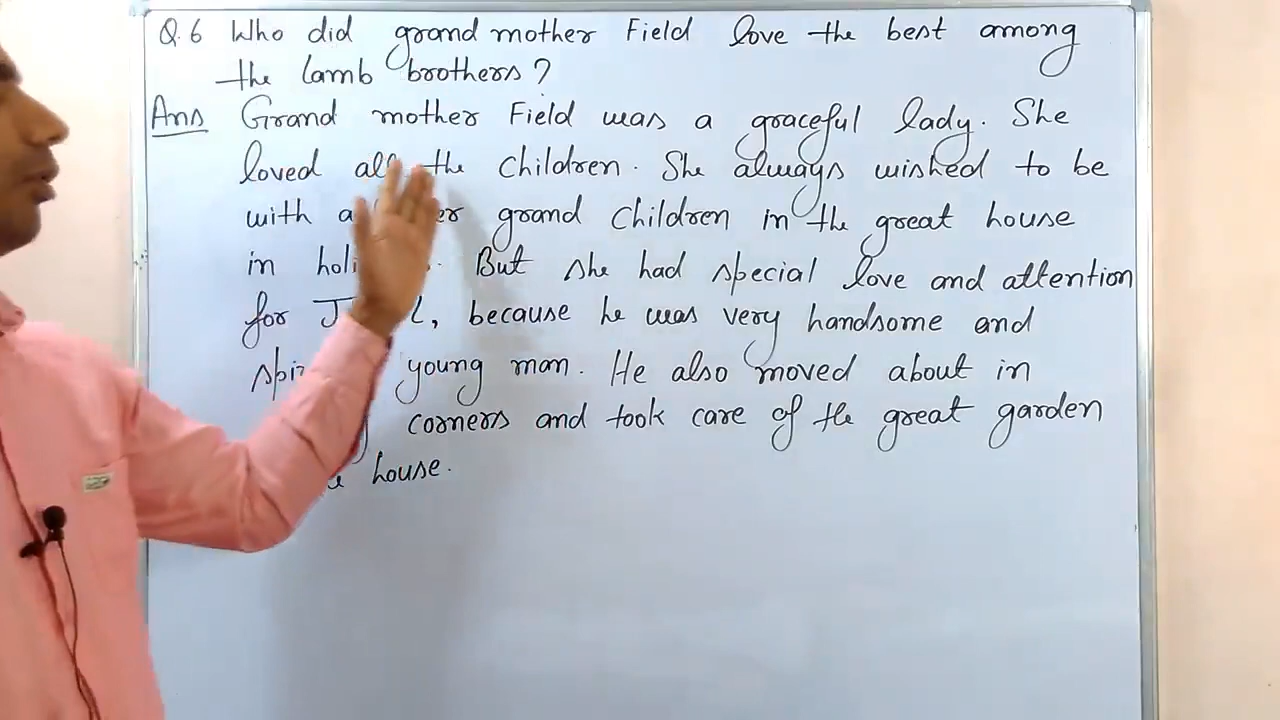 Q.6 Who did grand mother Field love the best among
the lamb brothers?
Ans Grand mother Field was a graceful lady. She
loved all the children. She always wished to be
with grand children in the great house
in But she had special love and attention
for because he was very handsome and
young man. He also moved about in
corners and took care of the great garden
house.